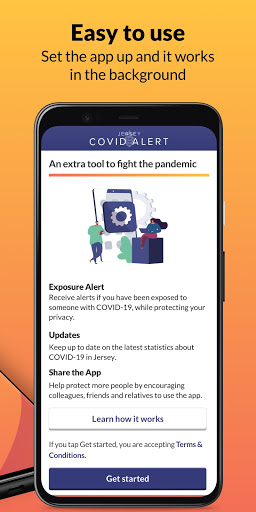 Easy to use
Set the app up and it works
in the background
JERSEY
COVID ALERT
An extra tool to fight the pandemic
Exposure Alert
Receive alerts if you have been exposed to
someone with COVID-19, while protecting your
privacy.
Updates
Keep up to date on the latest statistics about
COVID-19 in Jersey.
Share the App
Help protect more people by encouraging
colleagues, friends and relatives to use the app.
Learn how it works
If you tap Get started, you are accepting Terms &
Conditions.
Get started